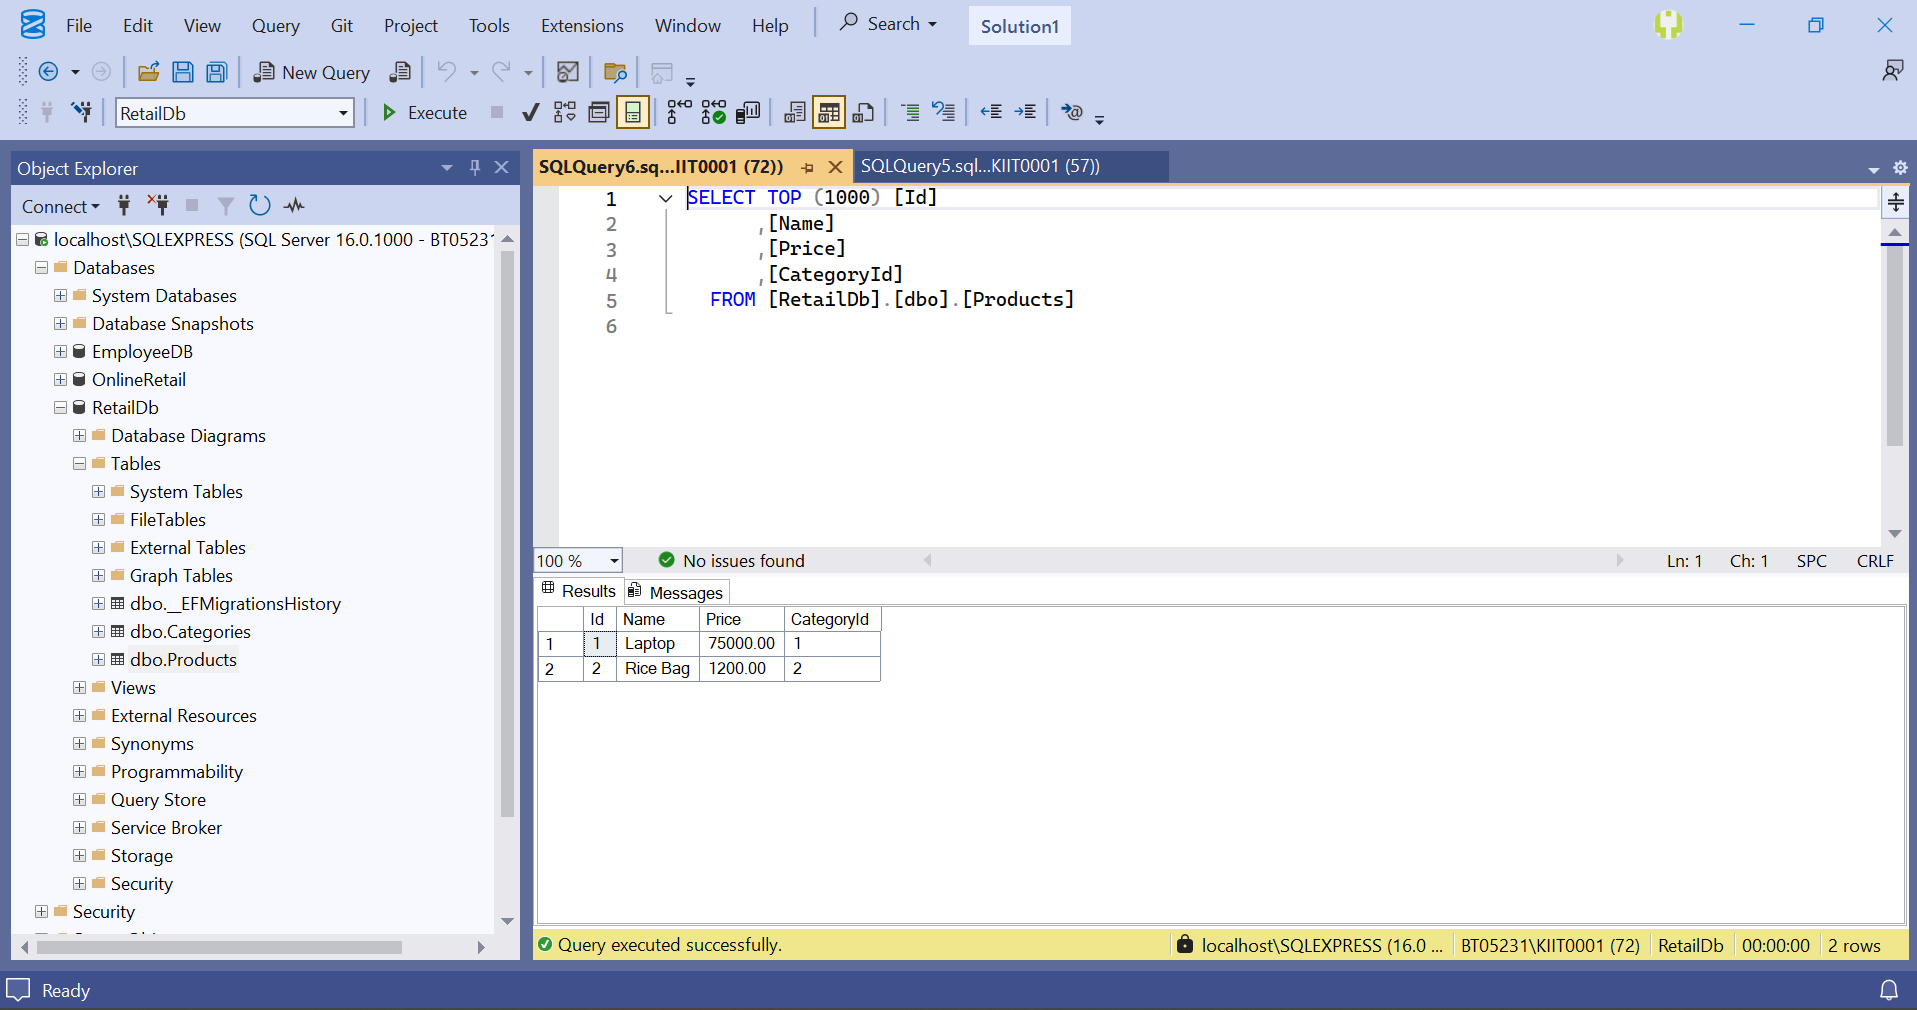 File Edit View Query Git Project Tools Extensions Window Help Search Solution1
New Query
RetailDb Execute
Object Explorer
Connect
localhost\SQLEXPRESS (SQL Server 16.0.1000 - BT0523
Databases
System Databases
Database Snapshots
EmployeeDB
OnlineRetail
RetailDb
Database Diagrams
Tables
System Tables
FileTables
External Tables
Graph Tables
dbo.__EFMigrationsHistory
dbo.Categories
dbo.Products
Views
External Resources
Synonyms
Programmability
Query Store
Service Broker
Storage
Security
Security
SQLQuery6.sq...IIT0001 (72)) SQLQuery5.sql...KIIT0001 (57))
1 SELECT TOP (1000) [Id]
2 ,[Name]
3 ,[Price]
4 ,[CategoryId]
5 FROM [RetailDb].[dbo].[Products]
6
100 % No issues found Ln: 1 Ch: 1 SPC CRLF
Results Messages
Id Name Price CategoryId
1 1 Laptop 75000.00 1
2 2 Rice Bag 1200.00 2
Query executed successfully. localhost\SQLEXPRESS (16.0 ... BT05231\KIIT0001 (72) RetailDb 00:00:00 2 rows
Ready